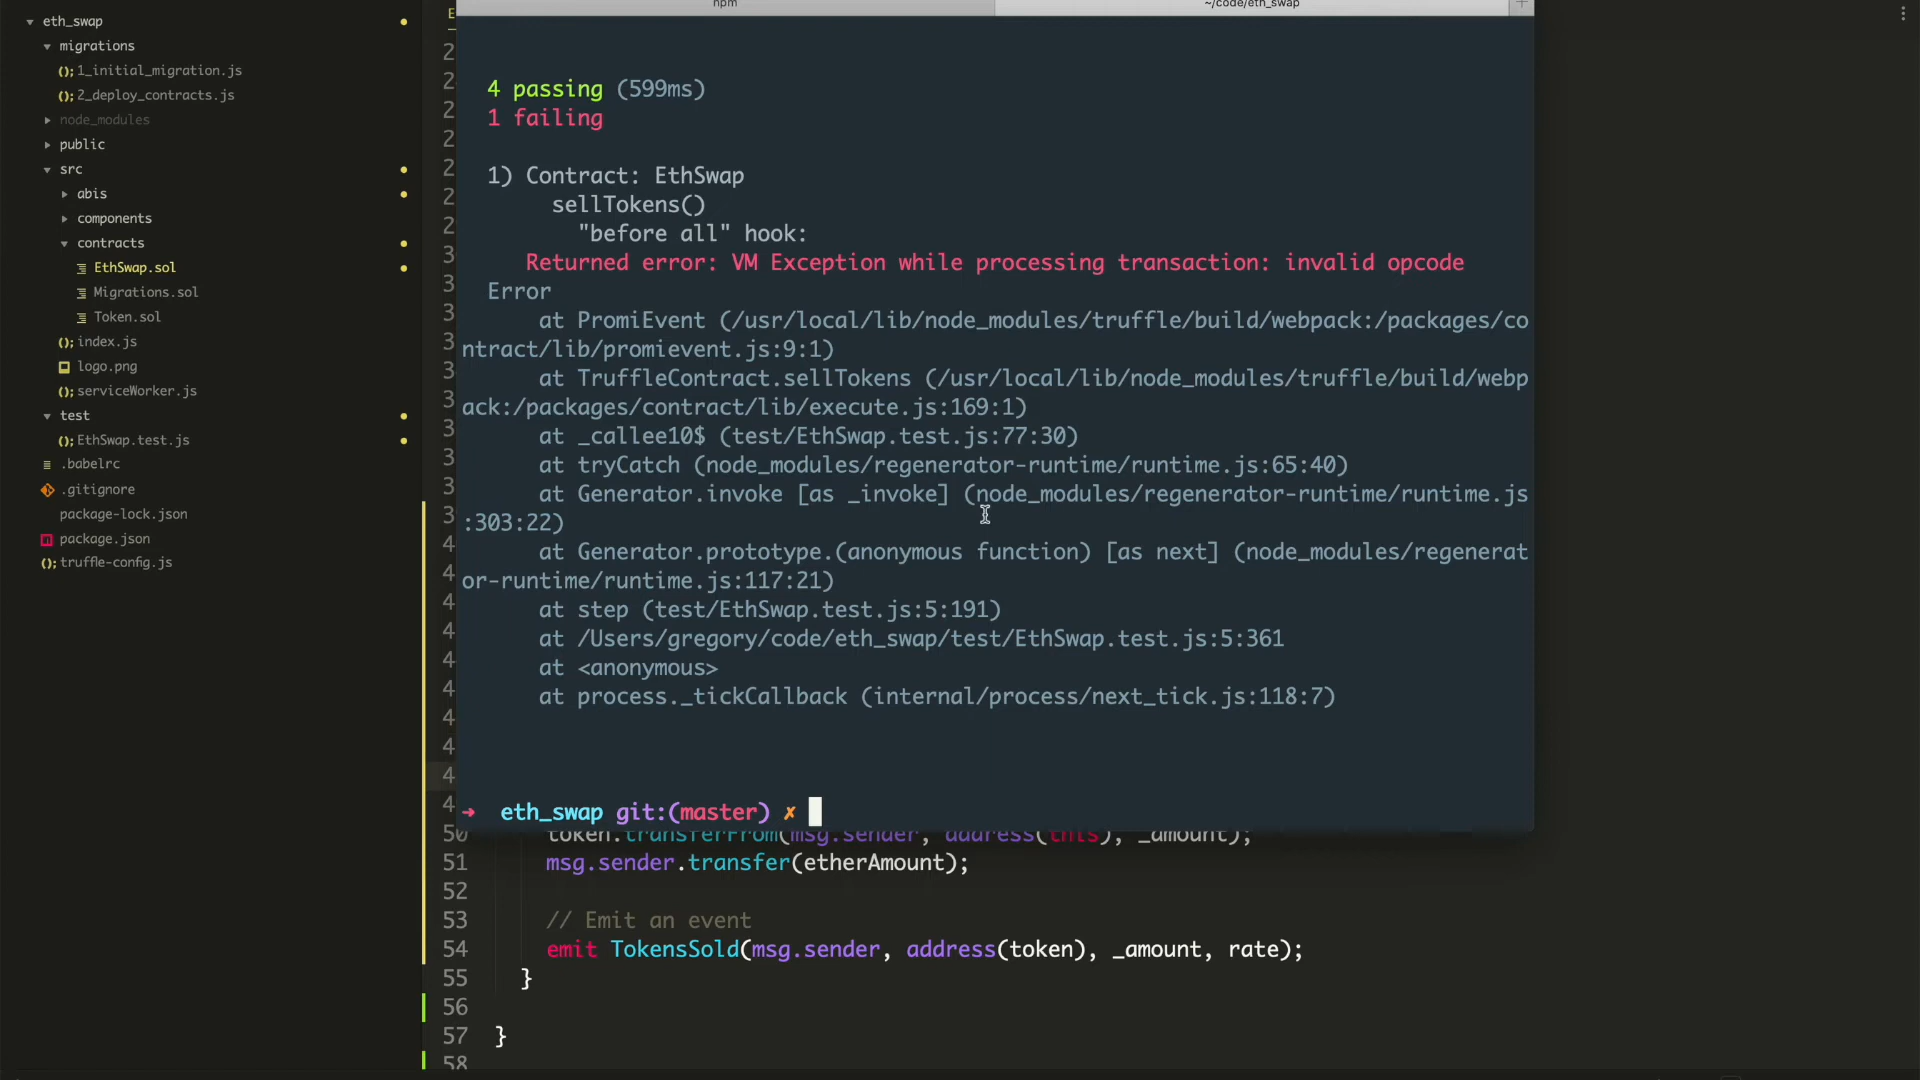 eth_swap
migrations
1_initial_migration.js
2_deploy_contracts.js
node_modules
public
src
abis
components
contracts
EthSwap.sol
Migrations.sol
Token.sol
index.js
logo.png
serviceWorker.js
test
EthSwap.test.js
.babelrc
.gitignore
package-lock.json
package.json
truffle-config.js
npm
~/code/eth_swap
4 passing (599ms)
1 failing
1) Contract: EthSwap
sellTokens()
"before all" hook:
Returned error: VM Exception while processing transaction: invalid opcode
Error
at PromiEvent (/usr/local/lib/node_modules/truffle/build/webpack:/packages/co
ntract/lib/promievent.js:9:1)
at TruffleContract.sellTokens (/usr/local/lib/node_modules/truffle/build/webp
ack:/packages/contract/lib/execute.js:169:1)
at _callee10$ (test/EthSwap.test.js:77:30)
at tryCatch (node_modules/regenerator-runtime/runtime.js:65:40)
at Generator.invoke [as _invoke] (node_modules/regenerator-runtime/runtime.js
:303:22)
at Generator.prototype.(anonymous function) [as next] (node_modules/regenerat
or-runtime/runtime.js:117:21)
at step (test/EthSwap.test.js:5:191)
at /Users/gregory/code/eth_swap/test/EthSwap.test.js:5:361
at <anonymous>
at process._tickCallback (internal/process/next_tick.js:118:7)
→ eth_swap git:(master) ✗
50 token.transferFrom(msg.sender, address(this), _amount);
51 msg.sender.transfer(etherAmount);
52
53 // Emit an event
54 emit TokensSold(msg.sender, address(token), _amount, rate);
55 }
56
57 }
58